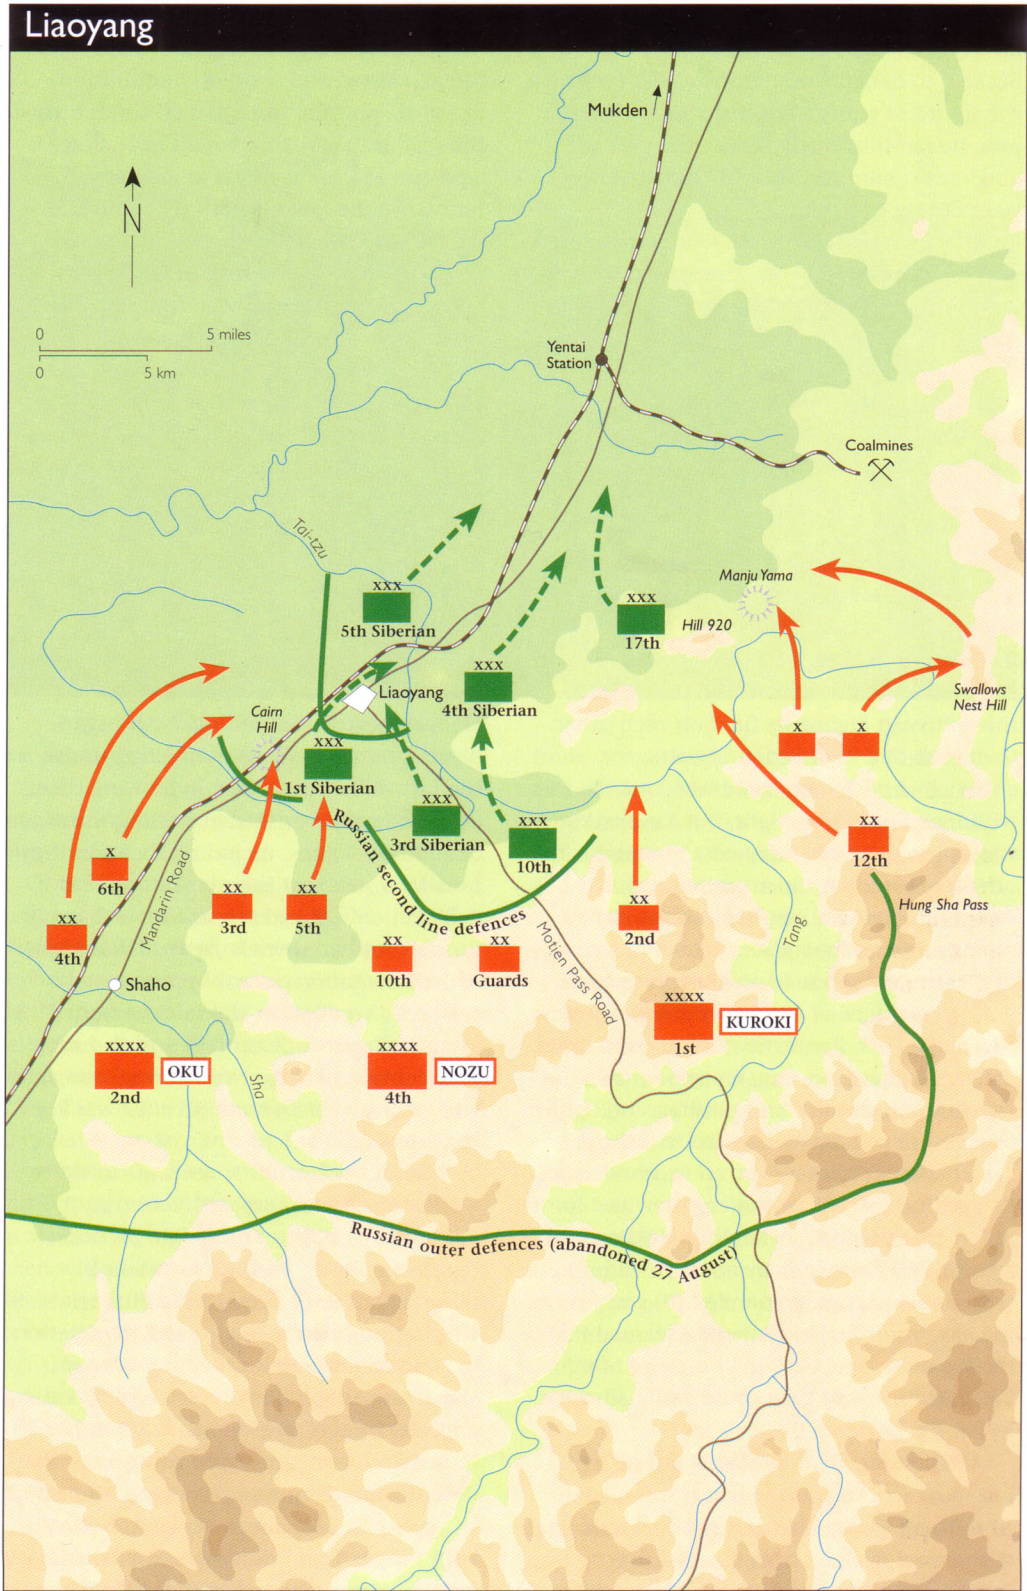 Liaoyang
Mukden
N
0 5 miles
0 5 km
Yentai
Station
Coalmines
Tai-tzu
xxx
5th Siberian
xxx
17th
Hill 920
Manju Yama
xxx
4th Siberian
Liaoyang
Swallows
Nest Hill
Cairn
Hill
xxx
1st Siberian
x
x
xxx
3rd Siberian
xxx
10th
xx
12th
Russian second line defences
x
6th
Mandarin Road
xx
4th
xx
3rd
xx
5th
xx
2nd
Hung Sha Pass
Tang
xx
10th
xx
Guards
Motien Pass Road
Shaho
xxxx
1st
KUROKI
xxxx
2nd
OKU
Sha
xxxx
4th
NOZU
Russian outer defences (abandoned 27 August)